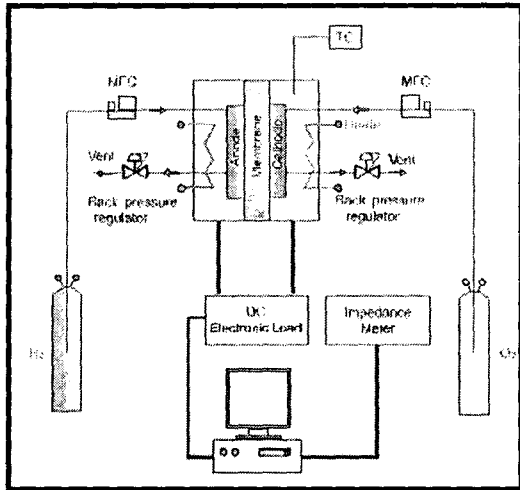 TC
MFC
MFC
Anode
Membrane
Cathode
Vent
Vent
Back pressure
regulator
Back pressure
regulator
DC
Electronic Load
Impedance
Meter
H₂
O₂